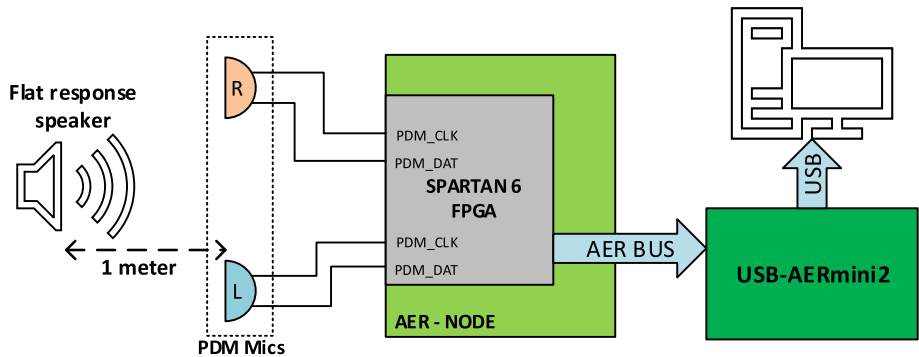 Flat response
speaker
1 meter
R
L
PDM Mics
PDM_CLK
PDM_DAT
SPARTAN 6
FPGA
PDM_CLK
PDM_DAT
AER - NODE
AER BUS
USB
USB-AERmini2